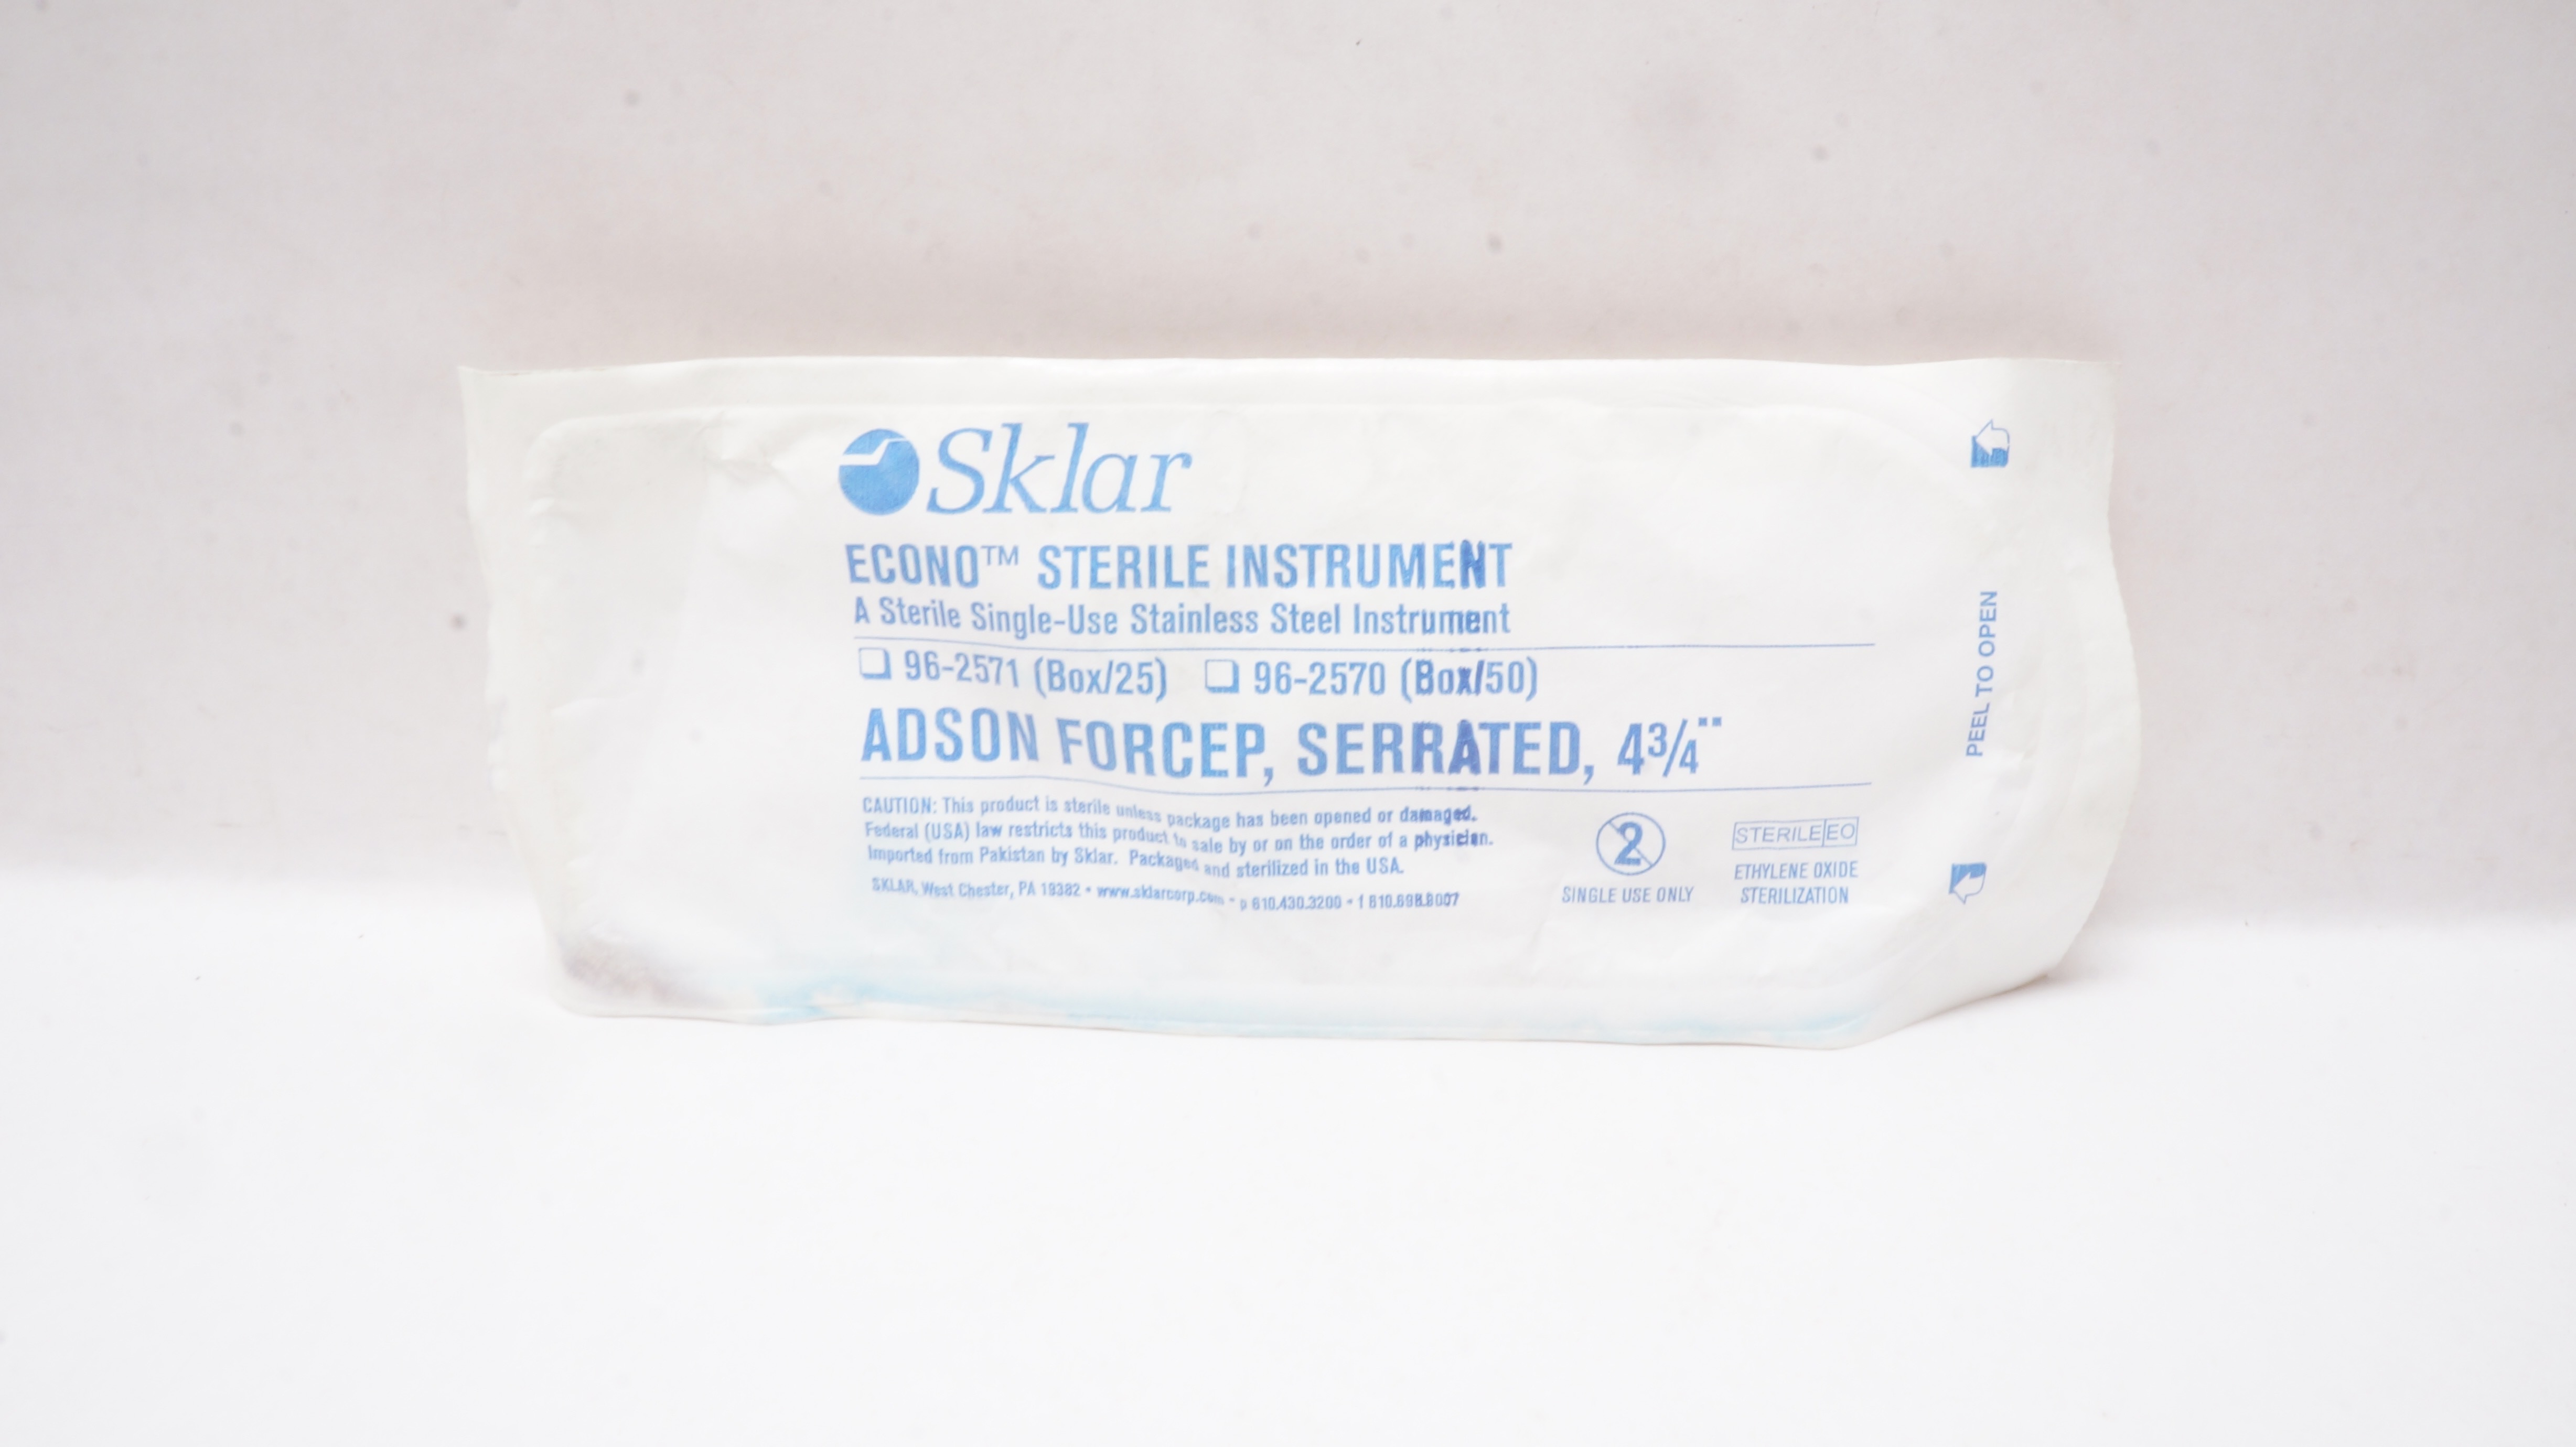 Sklar
ECONO™ STERILE INSTRUMENT
A Sterile Single-Use Stainless Steel Instrument
❏ 96-2571 (Box/25) ❏ 96-2570 (Box/50)
ADSON FORCEP, SERRATED, 4¾"
CAUTION: This product is sterile unless package has been opened or damaged.
Federal (USA) law restricts this product to sale by or on the order of a physician.
Imported from Pakistan by Sklar. Packaged and sterilized in the USA.
SKLAR, West Chester, PA 19382 • www.sklarcorp.com • p 610.430.3200 • f 610.696.9007
2
SINGLE USE ONLY
STERILE EO
ETHYLENE OXIDE
STERILIZATION
PEEL TO OPEN